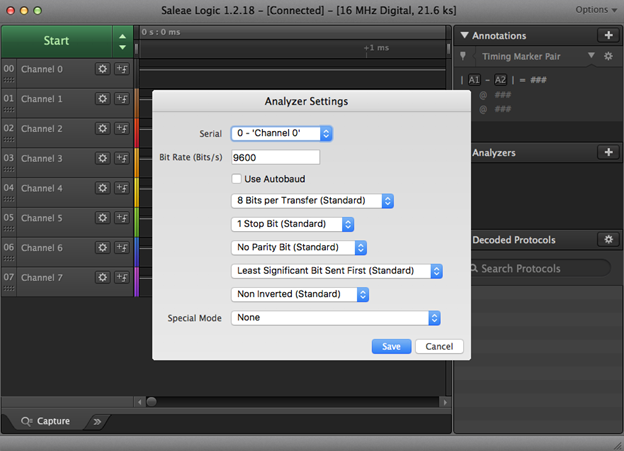 Saleae Logic 1.2.18 - [Connected] - [16 MHz Digital, 21.6 ks]
Options
Start
0 s : 0 ms
+1 ms
00 Channel 0
01 Channel 1
02 Channel 2
03 Channel 3
04 Channel 4
05 Channel 5
06 Channel 6
07 Channel 7
Analyzer Settings
Serial 0 - 'Channel 0'
Bit Rate (Bits/s) 9600
Use Autobaud
8 Bits per Transfer (Standard)
1 Stop Bit (Standard)
No Parity Bit (Standard)
Least Significant Bit Sent First (Standard)
Non Inverted (Standard)
Special Mode None
Save Cancel
Annotations
Timing Marker Pair
| A1 - A2 | = ###
@ ###
@ ###
Analyzers
Decoded Protocols
Search Protocols
Capture